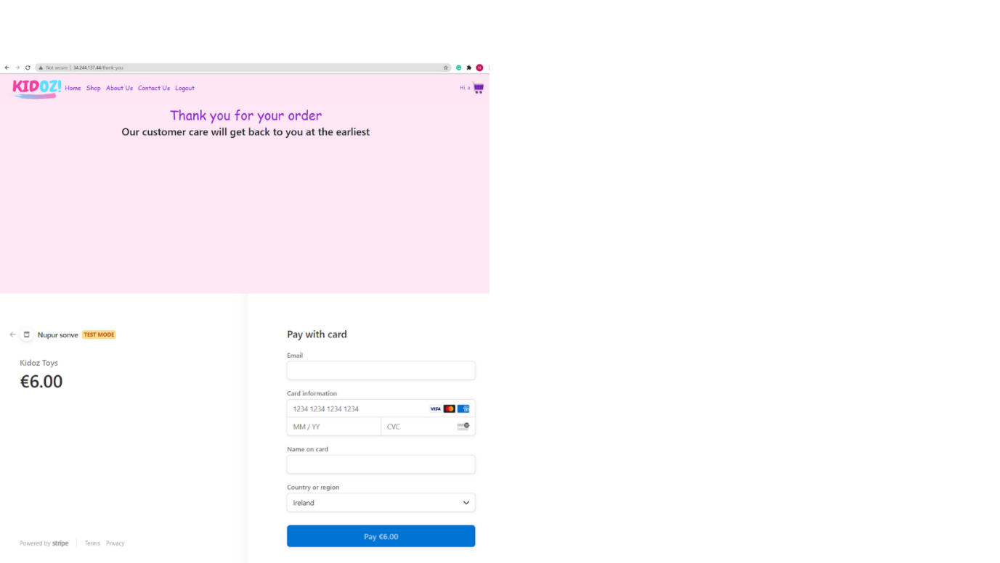 Not secure | 34.244.137.44/thank-you
KIDOZ! Home Shop About Us Contact Us Logout Hi, a
Thank you for your order
Our customer care will get back to you at the earliest
Nupur sonve TEST MODE
Kidoz Toys
€6.00
Powered by stripe Terms Privacy
Pay with card
Email
Card information
1234 1234 1234 1234 VISA
MM / YY CVC
Name on card
Country or region
Ireland
Pay €6.00